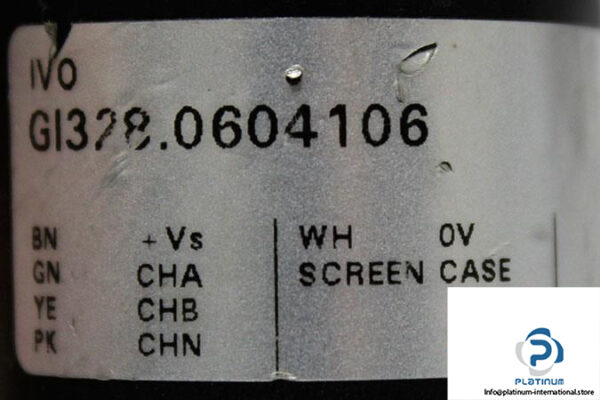 IVO
GI328.0604106
BN +Vs WH 0V
GN CHA SCREEN CASE
YE CHB
PK CHN
PLATINUM
Info@platinum-international.store